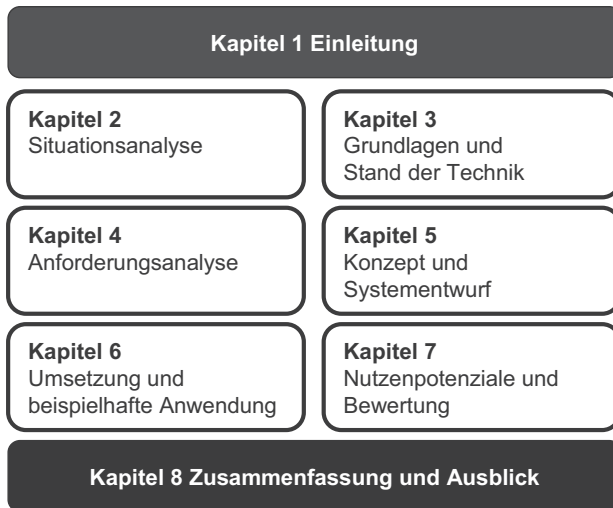 Kapitel 1 Einleitung
Kapitel 2
Situationsanalyse
Kapitel 3
Grundlagen und
Stand der Technik
Kapitel 4
Anforderungsanalyse
Kapitel 5
Konzept und
Systementwurf
Kapitel 6
Umsetzung und
beispielhafte Anwendung
Kapitel 7
Nutzenpotenziale und
Bewertung
Kapitel 8 Zusammenfassung und Ausblick